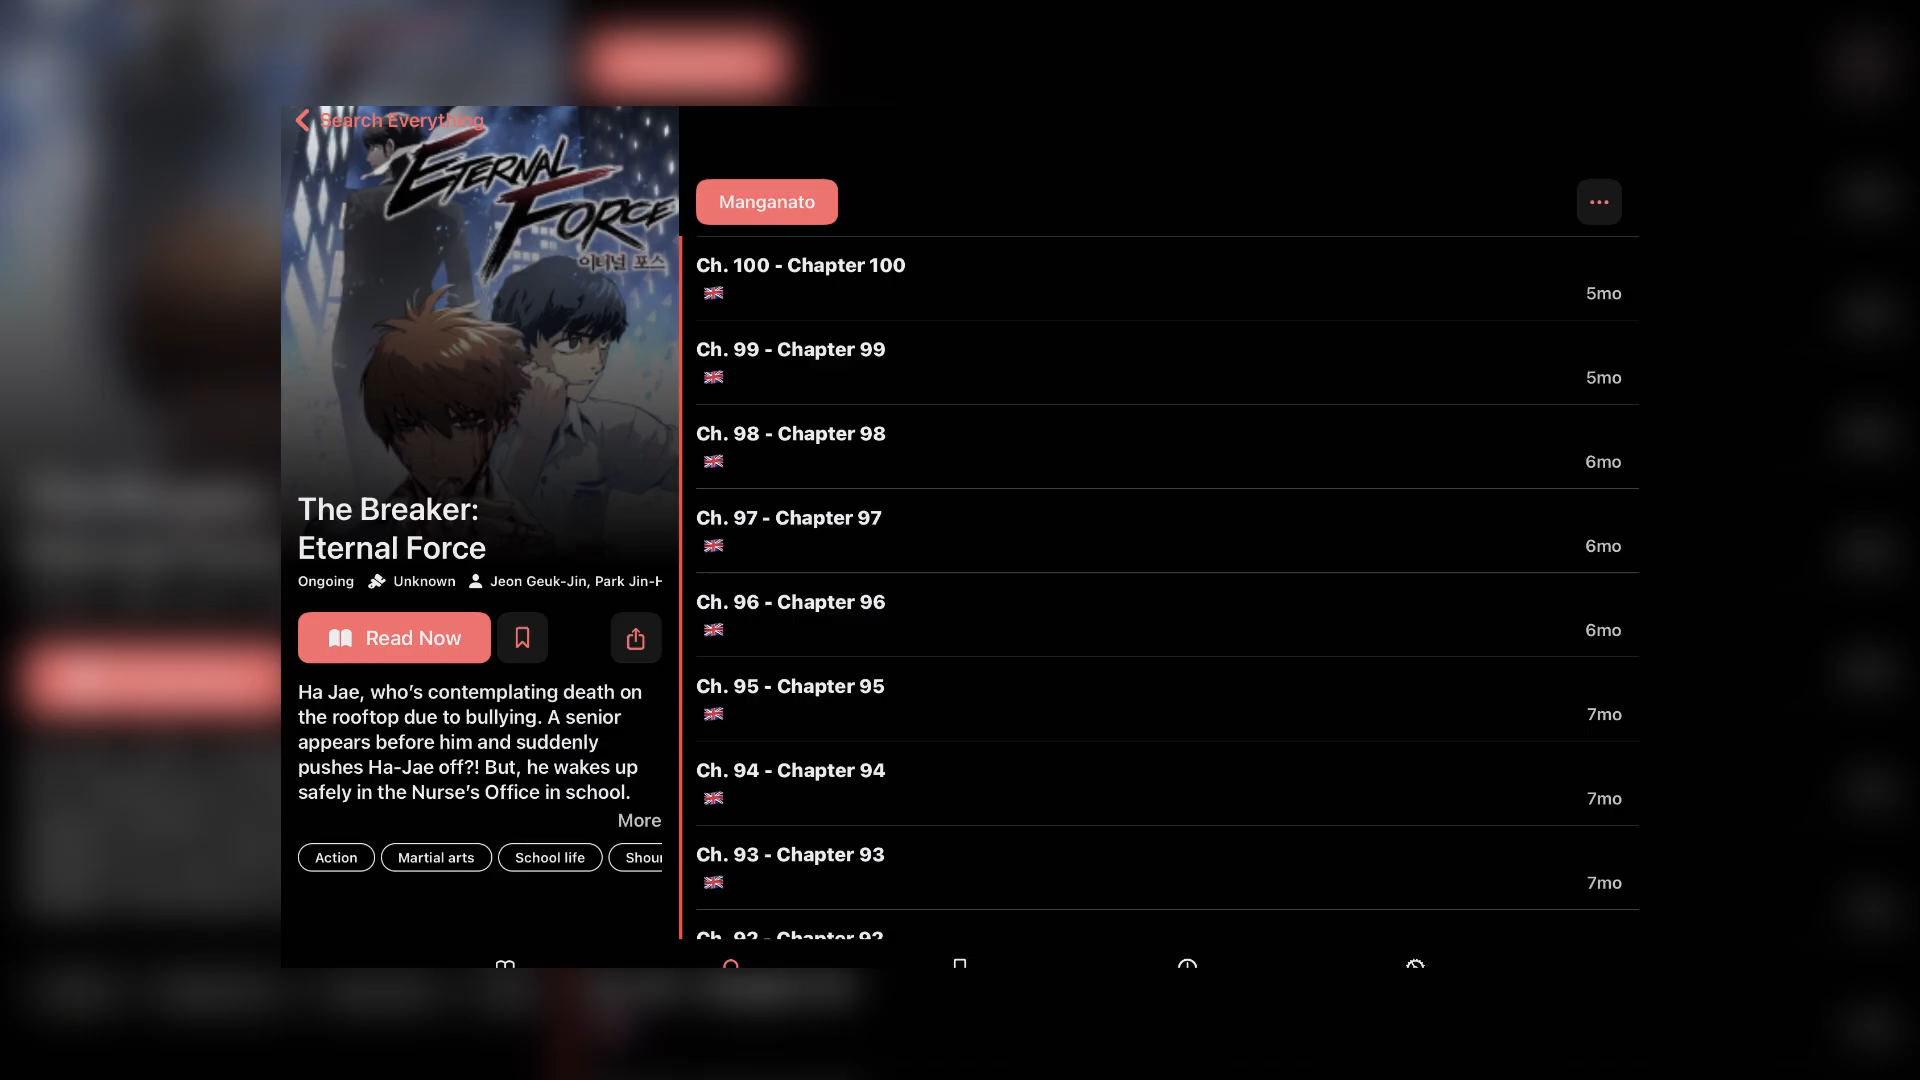 Search Everything
ETERNAL
FORCE
이터널 포스
The Breaker:
Eternal Force
Ongoing Unknown Jeon Geuk-Jin, Park Jin-H
Read Now
Ha Jae, who’s contemplating death on
the rooftop due to bullying. A senior
appears before him and suddenly
pushes Ha-Jae off?! But, he wakes up
safely in the Nurse’s Office in school.
More
Action Martial arts School life Shour
Manganato
Ch. 100 - Chapter 100
5mo
Ch. 99 - Chapter 99
5mo
Ch. 98 - Chapter 98
6mo
Ch. 97 - Chapter 97
6mo
Ch. 96 - Chapter 96
6mo
Ch. 95 - Chapter 95
7mo
Ch. 94 - Chapter 94
7mo
Ch. 93 - Chapter 93
7mo
Ch. 92 - Chapter 92